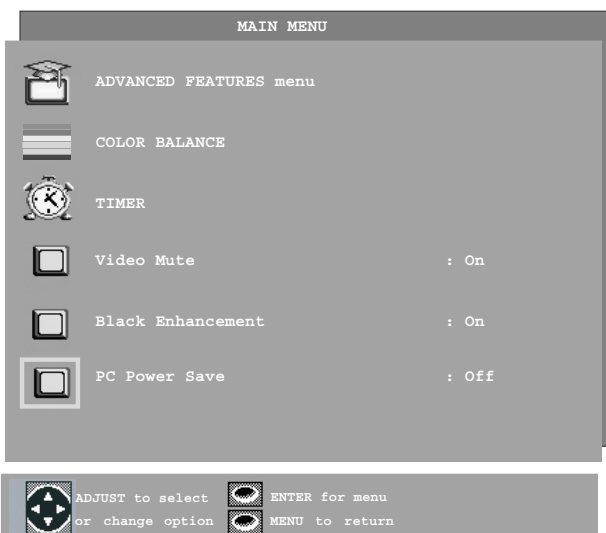 MAIN MENU
ADVANCED FEATURES menu
COLOR BALANCE
TIMER
Video Mute : On
Black Enhancement : On
PC Power Save : Off
ADJUST to select ENTER for menu
or change option MENU to return